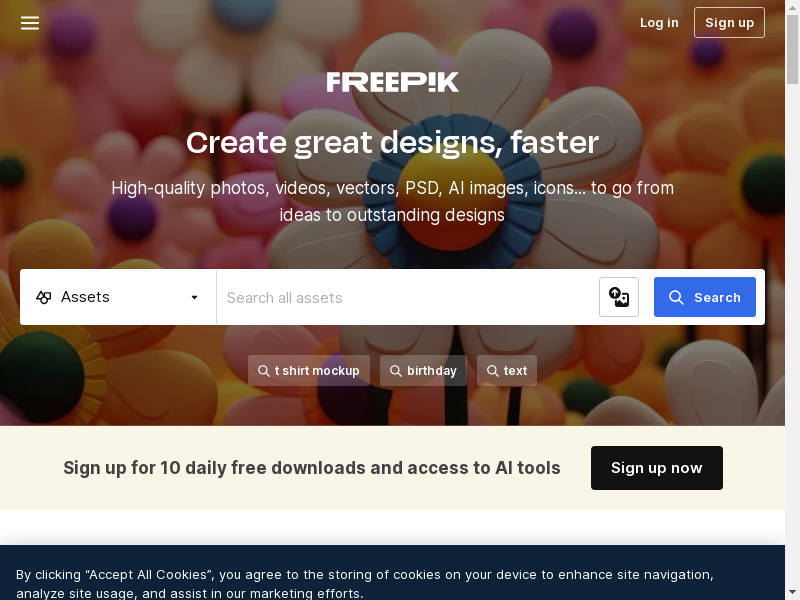 Log in
Sign up
FREEPIK
Create great designs, faster
High-quality photos, videos, vectors, PSD, AI images, icons... to go from
ideas to outstanding designs
Assets
Search all assets
Search
t shirt mockup
birthday
text
Sign up for 10 daily free downloads and access to AI tools
Sign up now
By clicking “Accept All Cookies”, you agree to the storing of cookies on your device to enhance site navigation,
analyze site usage, and assist in our marketing efforts.